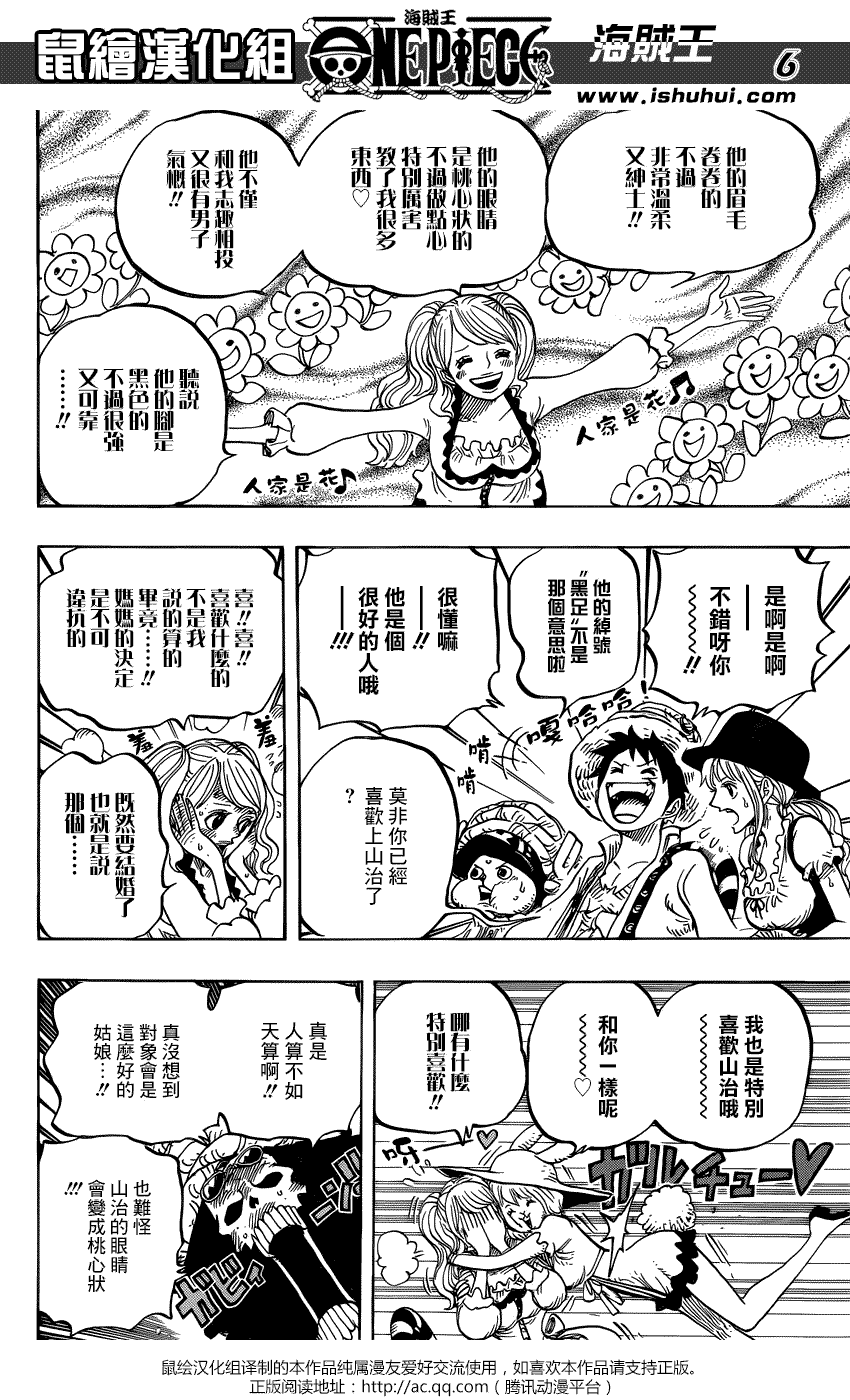 鼠繪漢化組
海賊王
ONE PIECE
海賊王
6
www.ishuhui.com
他的眉毛
卷卷的
不過
非常溫柔
又紳士!!
他的眼睛
是桃心狀的
不過做點心
特別厲害
教了我很多
東西♡
他不僅
和我志趣相投
又很有男子
氣概!!
聽說
他的腳是
黑色的
不過很強
又可靠
……!!
人家是花♪
人家是花♪
是啊是啊
──
不錯呀你
~~~~!!
他的綽號
"黑足"不是
那個意思啦
很懂嘛
──!!
他是個
很好的人哦
──!!!
嘎哈哈!
啃
啃
莫非你已經
喜歡上山治了
?
喜!!喜!!
喜歡什麼的
不是我
說的算的
畢竟……!!
媽媽的決定
是不可
違抗的
羞
羞
既然要結婚了
也就是說
那個……
我也是特別
喜歡山治哦
~~~~~
和你一樣呢
~~~~♡
哪有什麼
特別喜歡!!
呀
ガルチュー♡
真是
人算不如
天算啊!!
真沒想到
對象會是
這麼好的
姑娘…!!
也難怪
山治的眼睛
會變成桃心狀
!!!
鼠绘汉化组译制的本作品纯属漫友爱好交流使用，如喜欢本作品请支持正版。
正版阅读地址：http://ac.qq.com（腾讯动漫平台）